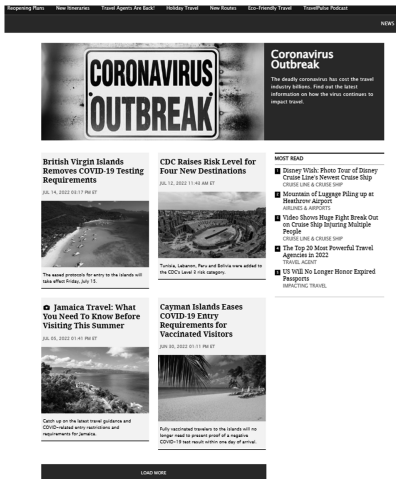 Reopening Plans New Itineraries Travel Agents Are Back! Holiday Travel New Routes Eco-Friendly Travel TravelPulse Podcast
NEWS
CORONAVIRUS
OUTBREAK
Coronavirus
Outbreak
The deadly coronavirus has cost the travel
industry billions. Find out the latest
information on how the virus continues to
impact travel.
British Virgin Islands
Removes COVID-19 Testing
Requirements
JUL 14, 2022 03:17 PM ET
The eased protocols for entry to the islands will
take effect Friday, July 15.
CDC Raises Risk Level for
Four New Destinations
JUL 12, 2022 11:40 AM ET
Tunisia, Lebanon, Peru and Bolivia were added to
the CDC's Level 3 risk category.
MOST READ
1 Disney Wish: Photo Tour of Disney
Cruise Line's Newest Cruise Ship
CRUISE LINE & CRUISE SHIP
2 Mountain of Luggage Piling up at
Heathrow Airport
AIRLINES & AIRPORTS
3 Video Shows Huge Fight Break Out
on Cruise Ship Injuring Multiple
People
CRUISE LINE & CRUISE SHIP
4 The Top 20 Most Powerful Travel
Agencies in 2022
TRAVEL AGENT
5 US Will No Longer Honor Expired
Passports
IMPACTING TRAVEL
Jamaica Travel: What
You Need To Know Before
Visiting This Summer
JUL 05, 2022 01:41 PM ET
Catch up on the latest travel guidance and
COVID-related entry restrictions and
requirements for Jamaica.
Cayman Islands Eases
COVID-19 Entry
Requirements for
Vaccinated Visitors
JUN 30, 2022 01:11 PM ET
Fully vaccinated travelers to the islands will no
longer need to present proof of a negative
COVID-19 test result within one day of arrival.
LOAD MORE